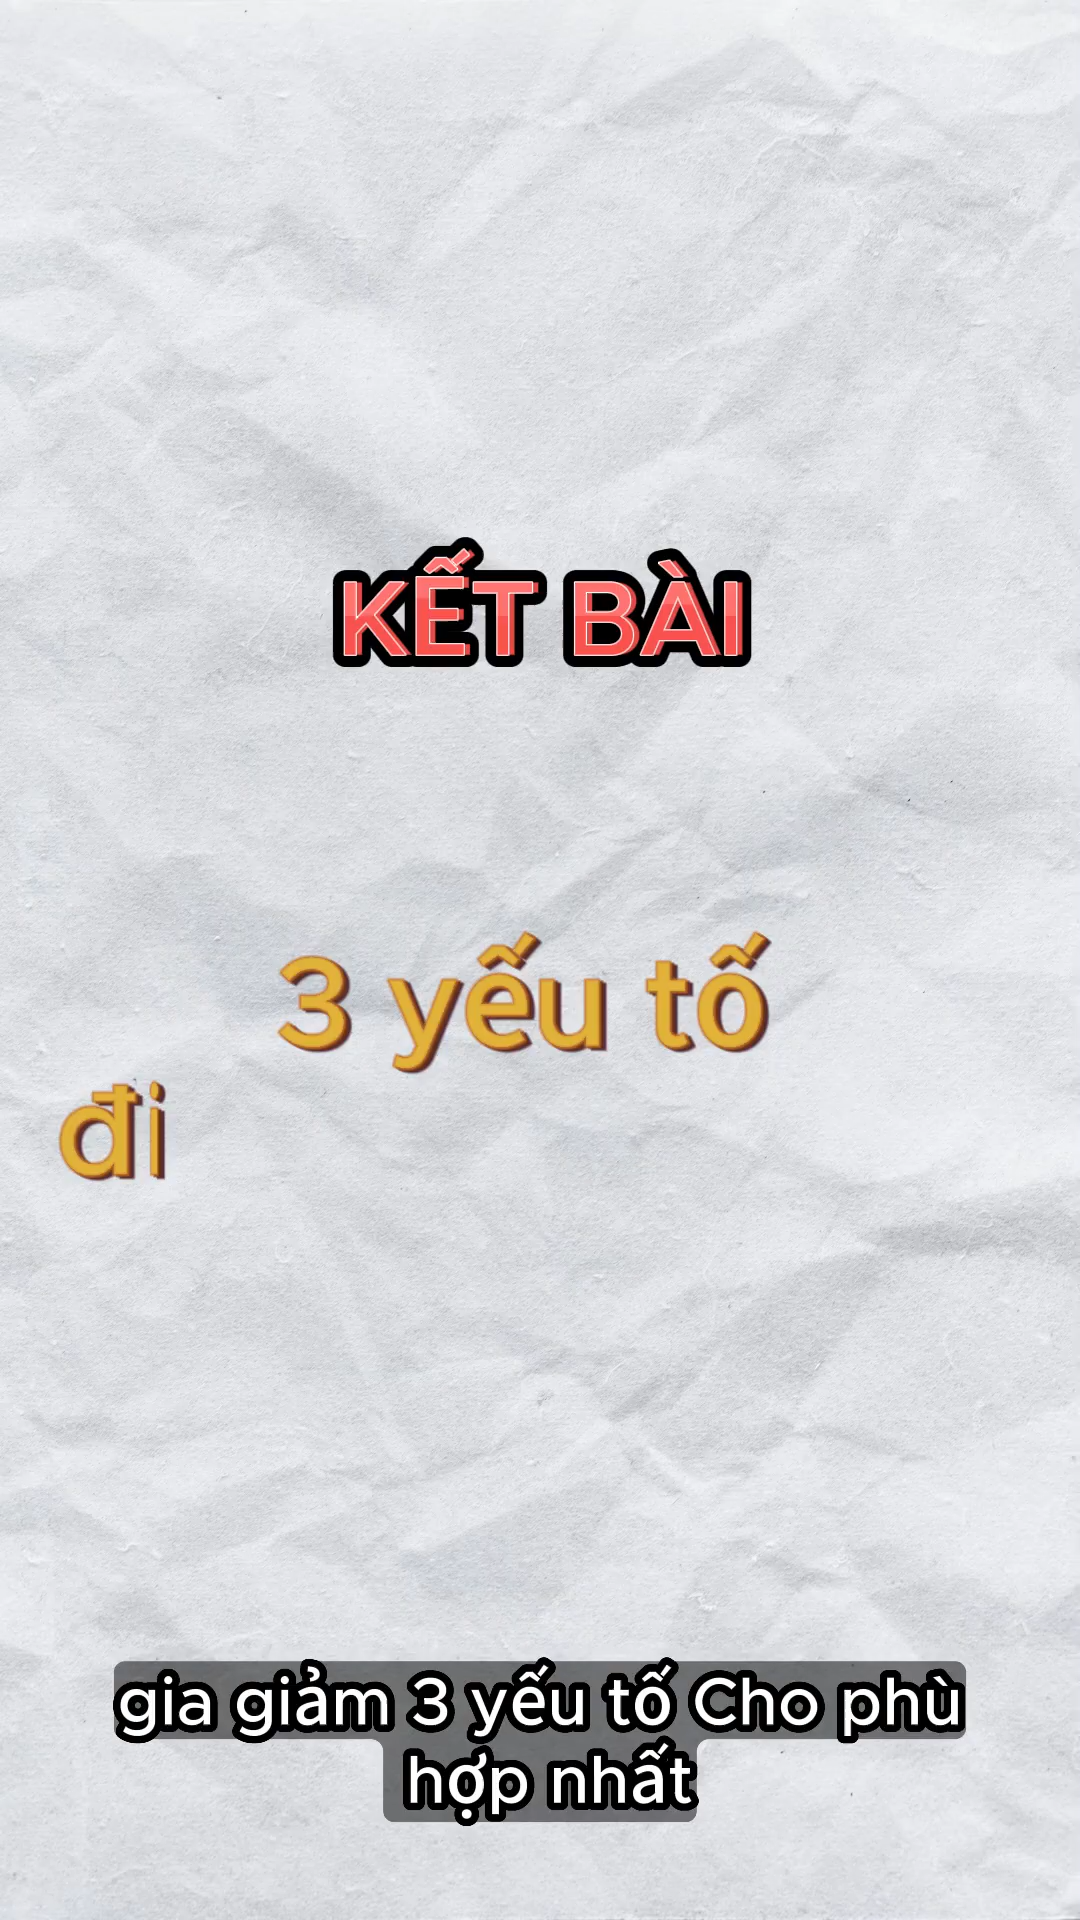 KẾT BÀI
3 yếu tố
đi
gia giảm 3 yếu tố Cho phù
hợp nhất